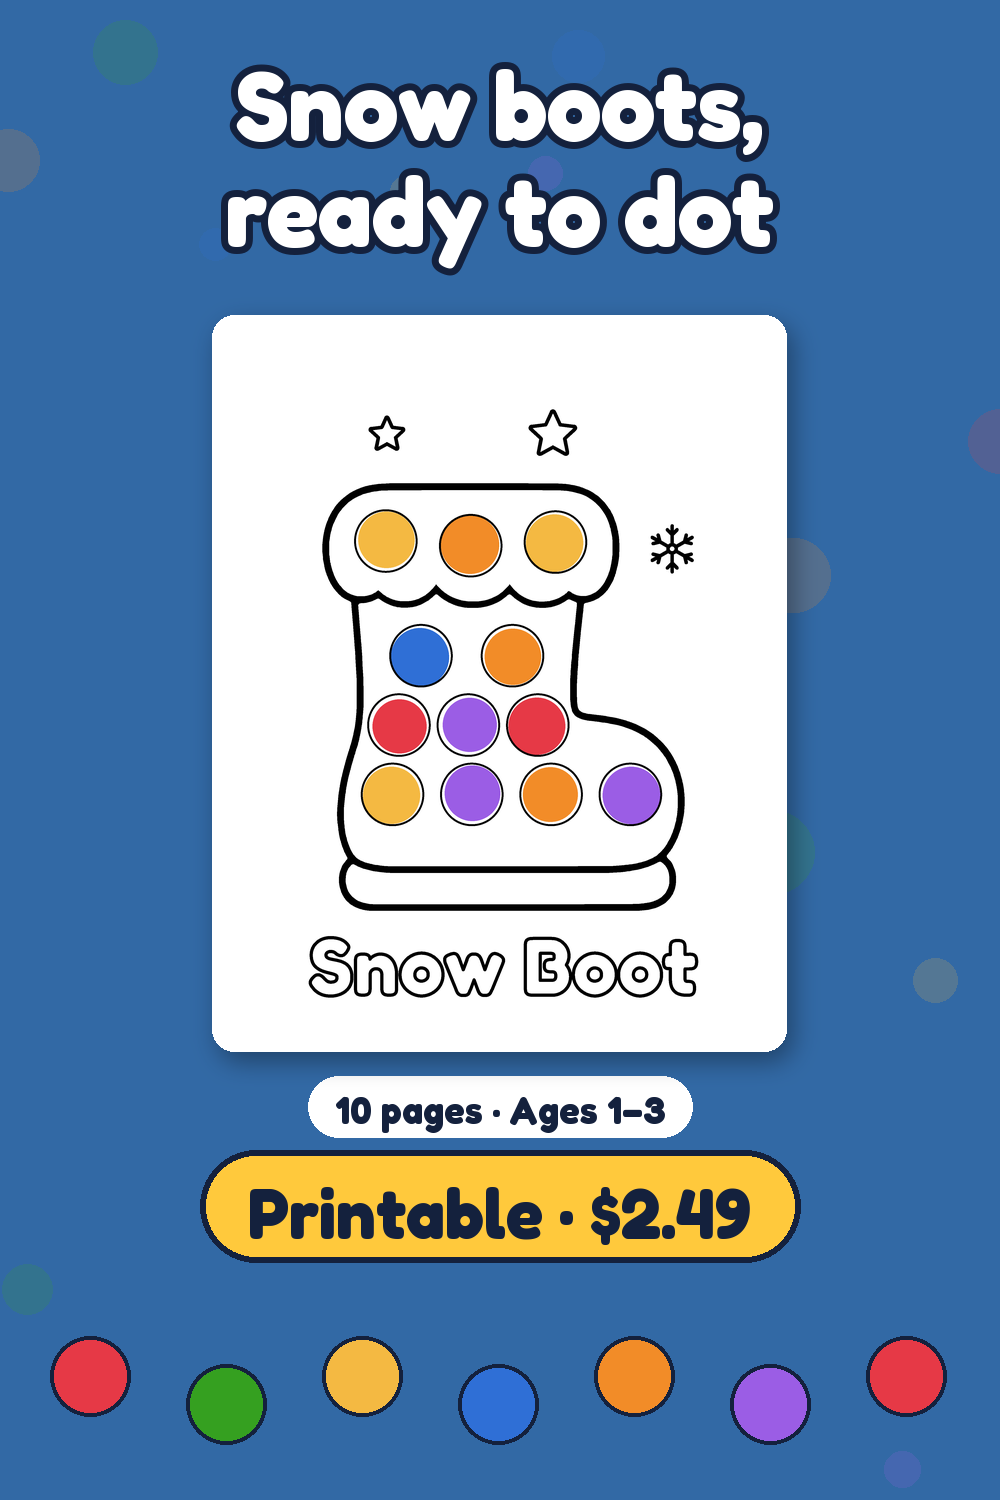 Snow boots,
ready to dot
Snow Boot
10 pages · Ages 1–3
Printable · $2.49